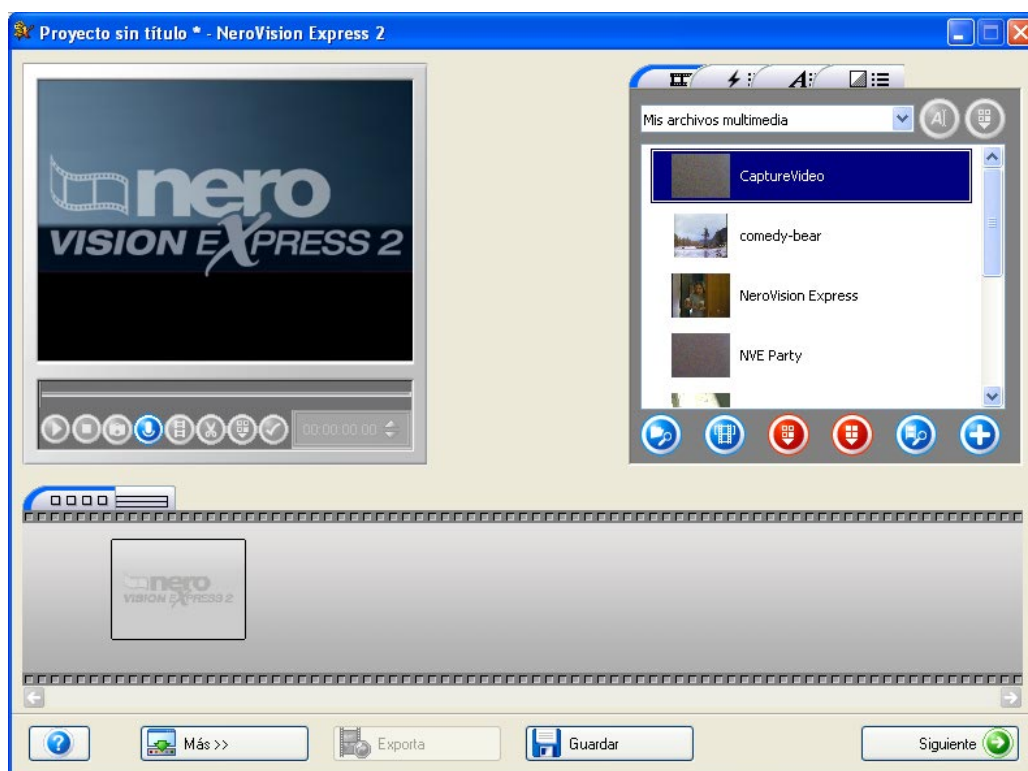 Proyecto sin título * - NeroVision Express 2
nero
VISION EXPRESS 2
00:00:00.00
A
Mis archivos multimedia
A
CaptureVideo
comedy-bear
NeroVision Express
NVE Party
nero
VISION EXPRESS 2
?
Más >>
Exporta
Guardar
Siguiente